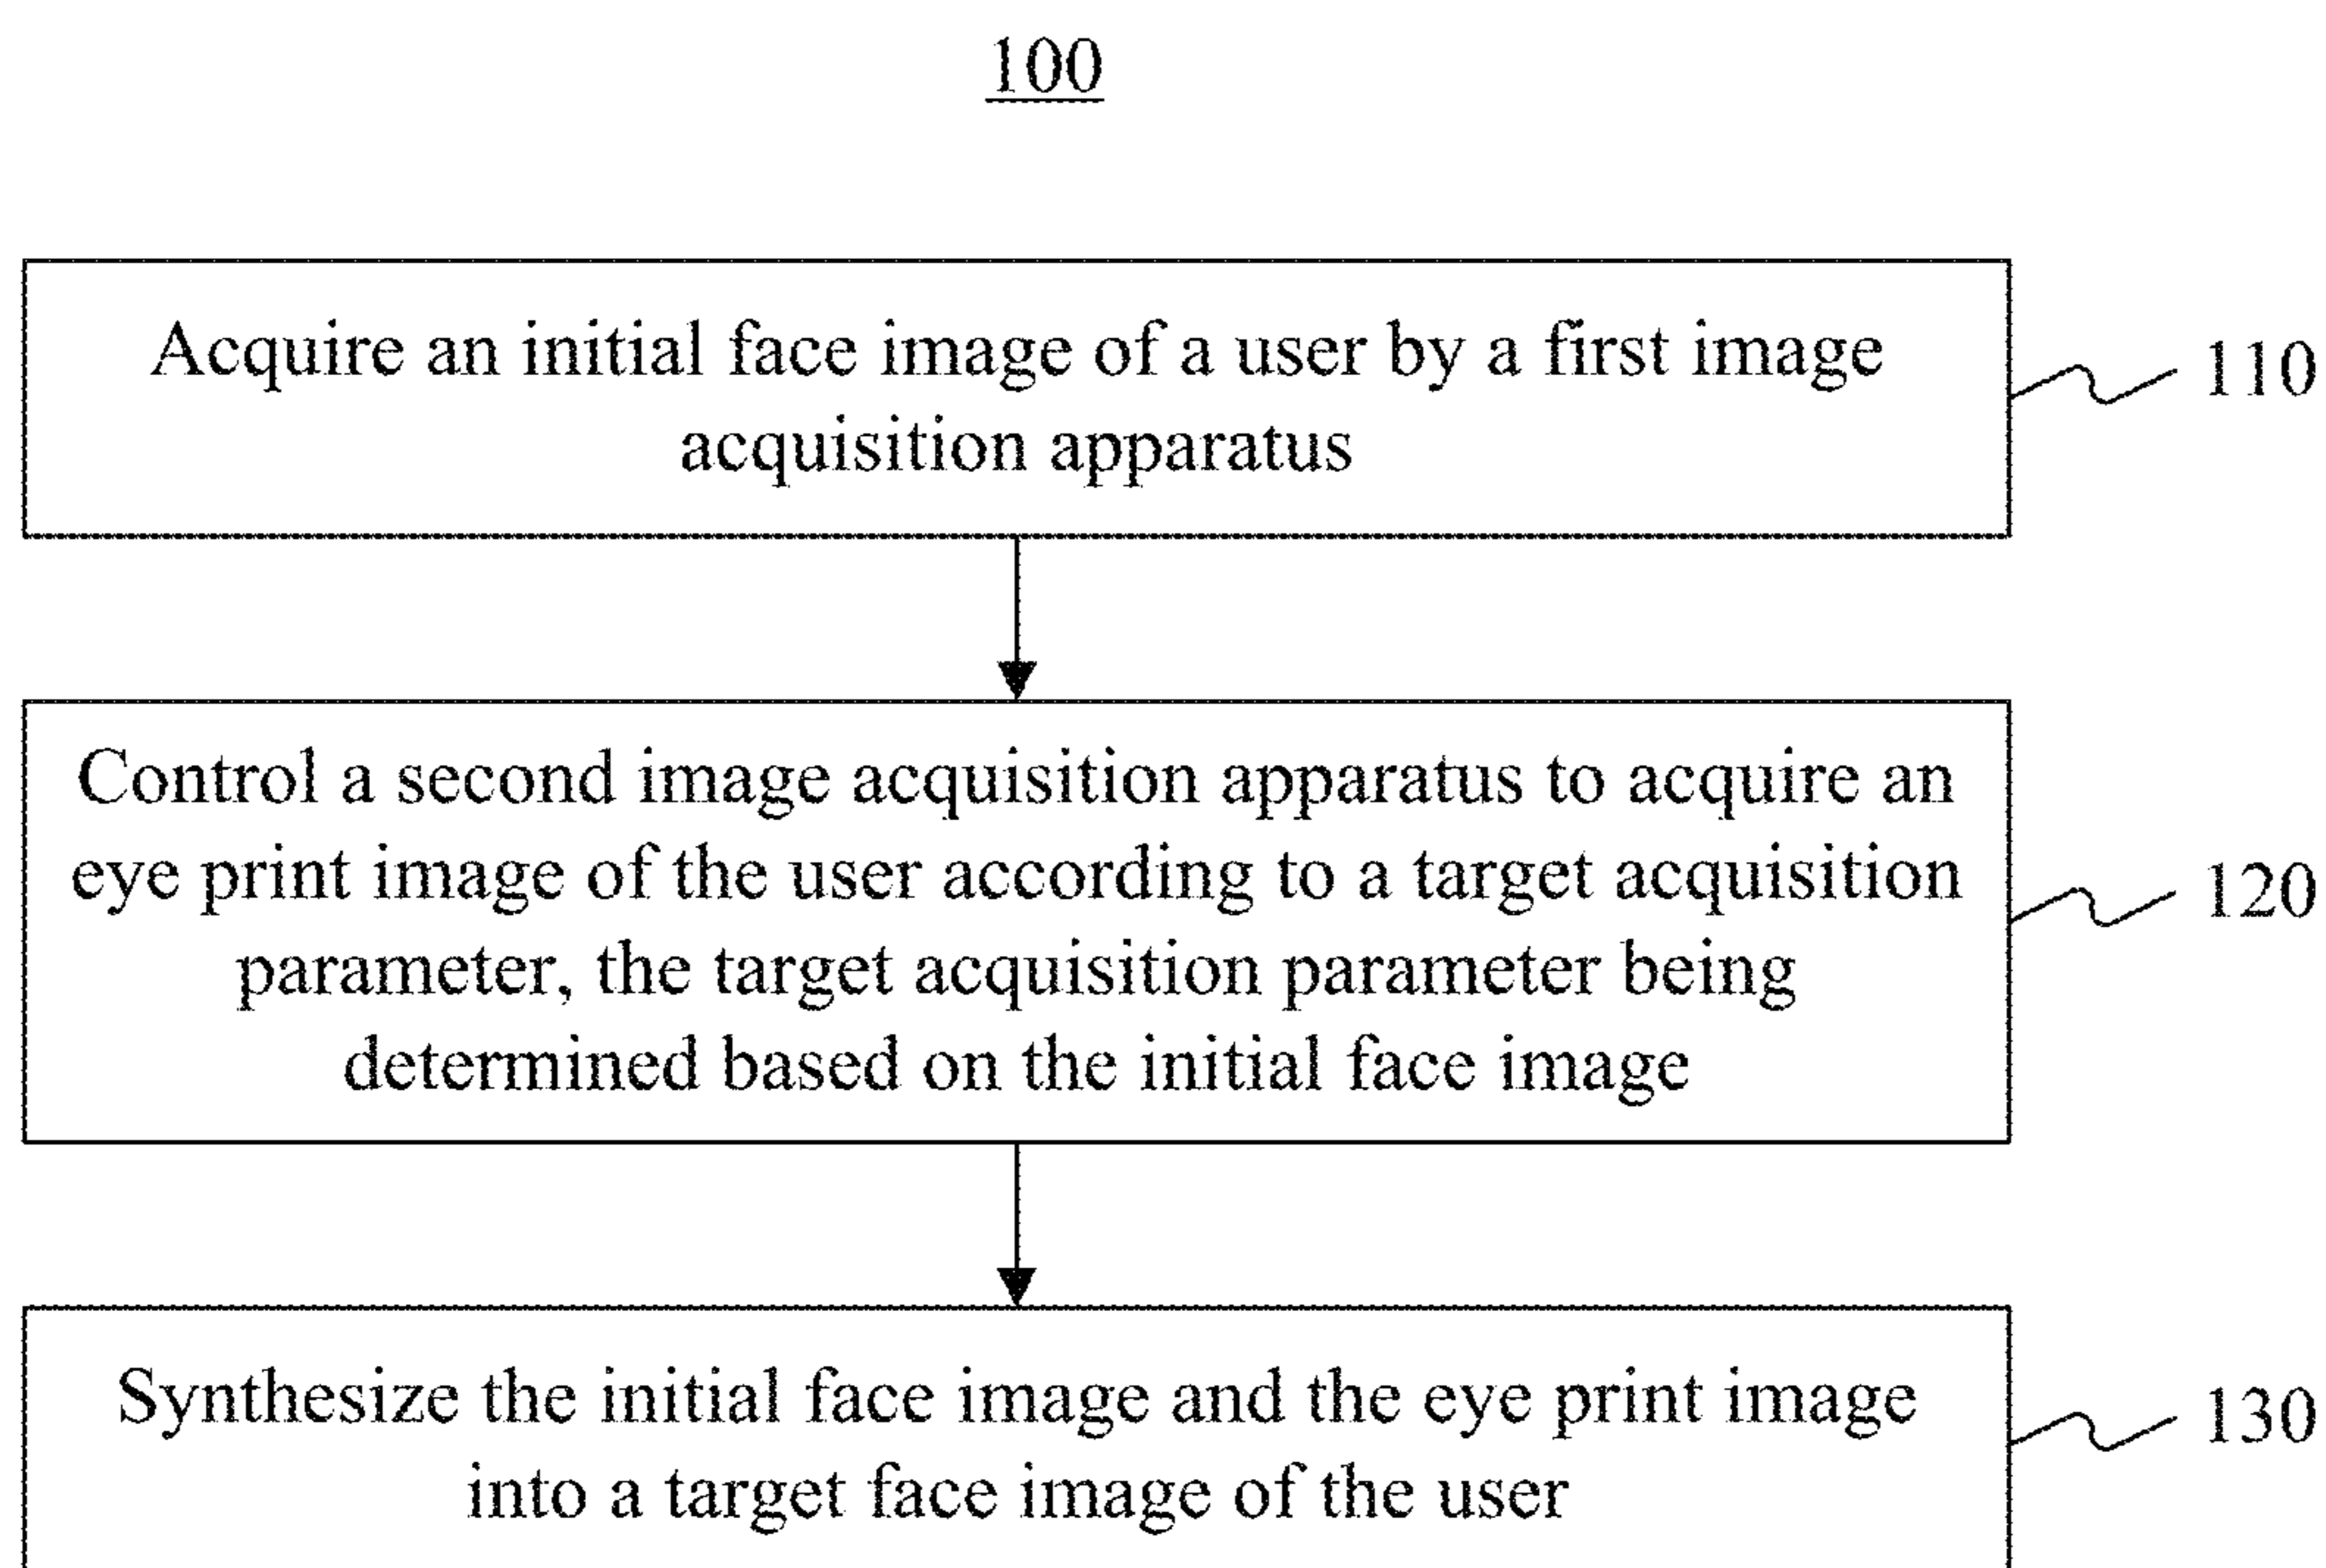 100
Acquire an initial face image of a user by a first image
acquisition apparatus
110
Control a second image acquisition apparatus to acquire an
eye print image of the user according to a target acquisition
parameter, the target acquisition parameter being
determined based on the initial face image
120
Synthesize the initial face image and the eye print image
into a target face image of the user
130